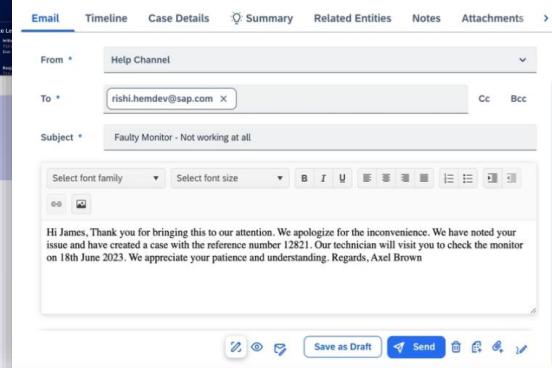 Email Timeline Case Details Summary Related Entities Notes Attachments
From * Help Channel
To * rishi.hemdev@sap.com × Cc Bcc
Subject * Faulty Monitor - Not working at all
Select font family Select font size B I U
Hi James, Thank you for bringing this to our attention. We apologize for the inconvenience. We have noted your
issue and have created a case with the reference number 12821. Our technician will visit you to check the monitor
on 18th June 2023. We appreciate your patience and understanding. Regards, Axel Brown
Save as Draft Send